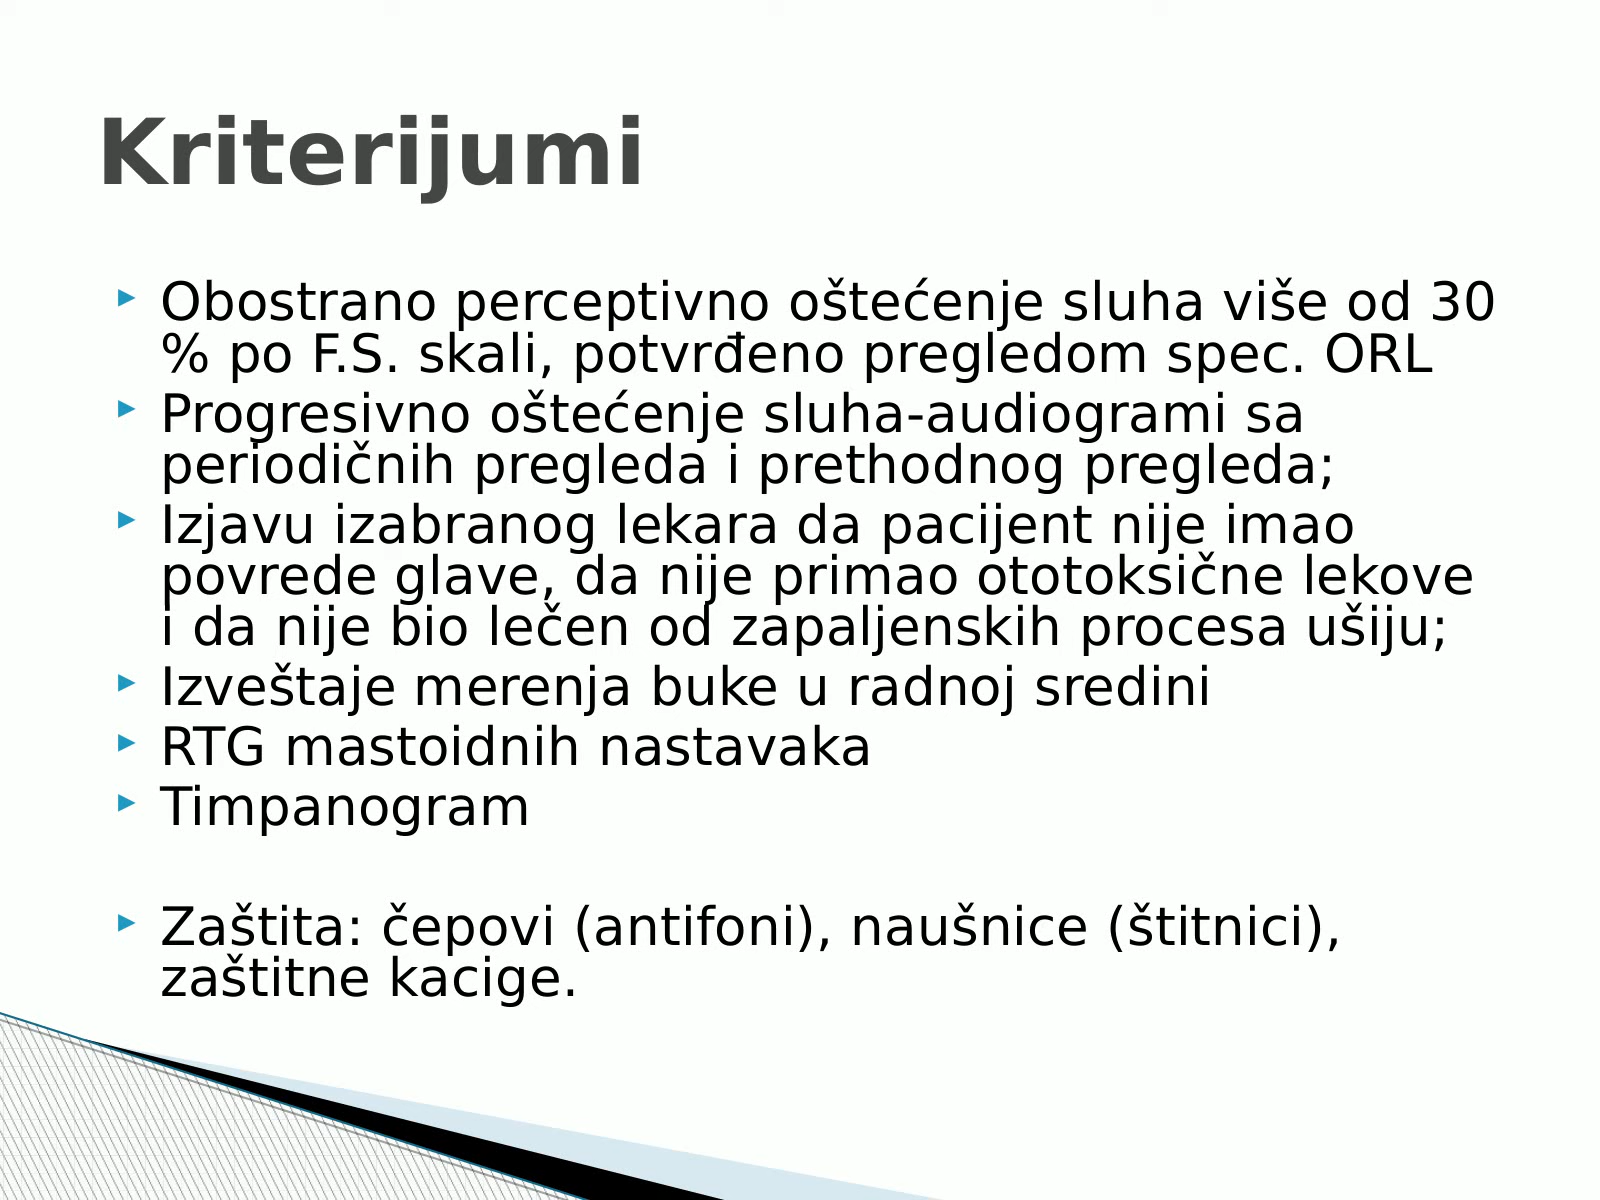 Kriterijumi
Obostrano perceptivno oštećenje sluha više od 30
% po F.S. skali, potvrđeno pregledom spec. ORL
Progresivno oštećenje sluha-audiogrami sa
periodičnih pregleda i prethodnog pregleda;
Izjavu izabranog lekara da pacijent nije imao
povrede glave, da nije primao ototoksične lekove
i da nije bio lečen od zapaljenskih procesa ušiju;
Izveštaje merenja buke u radnoj sredini
RTG mastoidnih nastavaka
Timpanogram
Zaštita: čepovi (antifoni), naušnice (štitnici),
zaštitne kacige.